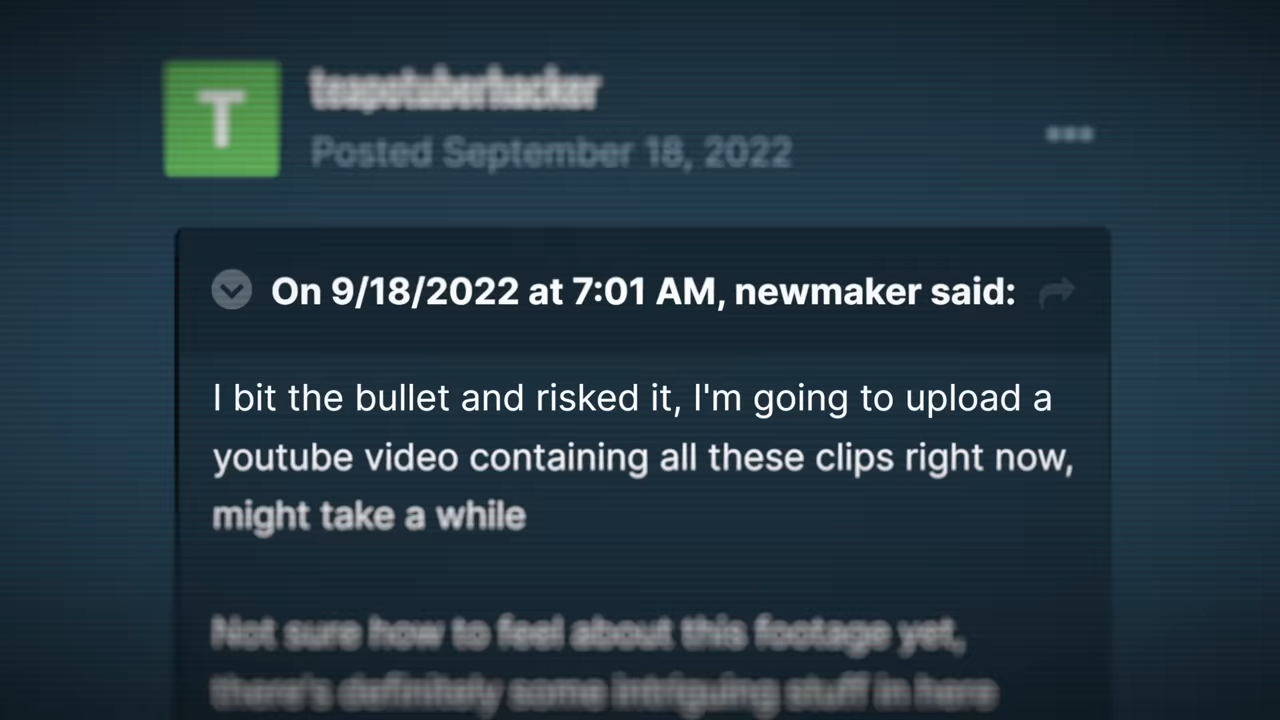 T
teapotuberhacker
Posted September 18, 2022
On 9/18/2022 at 7:01 AM, newmaker said:
I bit the bullet and risked it, I'm going to upload a
youtube video containing all these clips right now,
might take a while
Not sure how to feel about this footage yet,
there's definitely some intriguing stuff in here